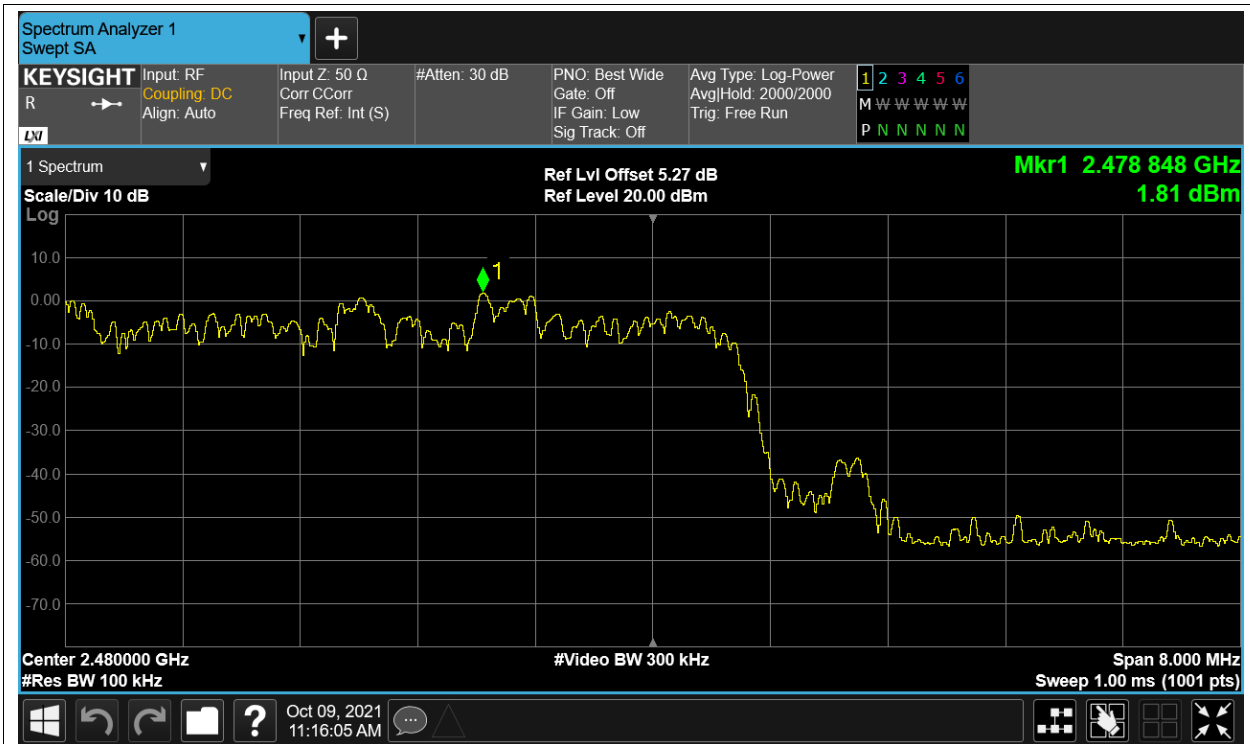 Spectrum Analyzer 1
Swept SA
KEYSIGHT
R
LXI
Input: RF
Coupling: DC
Align: Auto
Input Z: 50 Ω
Corr CCorr
Freq Ref: Int (S)
#Atten: 30 dB
PNO: Best Wide
Gate: Off
IF Gain: Low
Sig Track: Off
Avg Type: Log-Power
Avg|Hold: 2000/2000
Trig: Free Run
1 2 3 4 5 6
M W W W W W
P N N N N N
1 Spectrum
Scale/Div 10 dB
Log
Ref Lvl Offset 5.27 dB
Ref Level 20.00 dBm
Mkr1 2.478 848 GHz
1.81 dBm
10.0
1
0.00
-10.0
-20.0
-30.0
-40.0
-50.0
-60.0
-70.0
Center 2.480000 GHz
#Res BW 100 kHz
#Video BW 300 kHz
Span 8.000 MHz
Sweep 1.00 ms (1001 pts)
?
Oct 09, 2021
11:16:05 AM